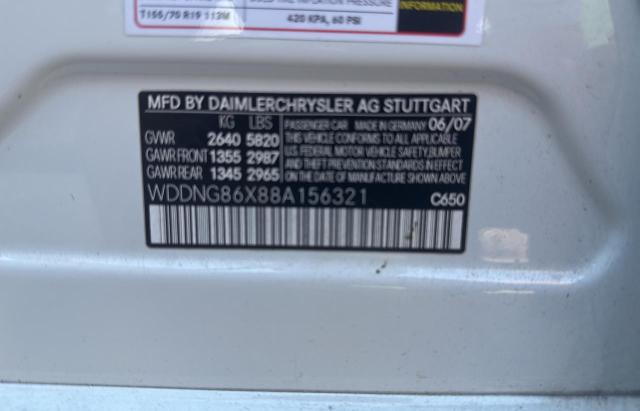 INFLATION PRESSURE
T155/70 R19 113M
420 KPA, 60 PSI
INFORMATION
MFD BY DAIMLERCHRYSLER AG STUTTGART
KG LBS
GVWR 2640 5820
GAWR FRONT 1355 2987
GAWR REAR 1345 2965
PASSENGER CAR MADE IN GERMANY 06/07
THIS VEHICLE CONFORMS TO ALL APPLICABLE
U.S. FEDERAL MOTOR VEHICLE SAFETY, BUMPER
AND THEFT PREVENTION STANDARDS IN EFFECT
ON THE DATE OF MANUFACTURE SHOWN ABOVE
WDDNG86X88A156321 C650